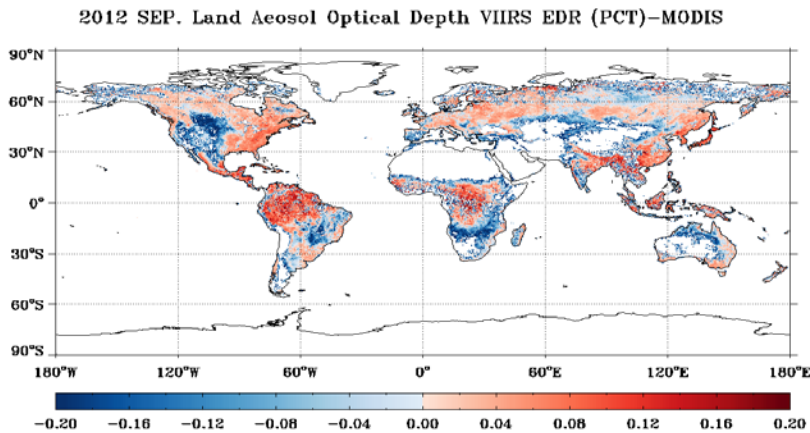 2012 SEP. Land Aeosol Optical Depth VIIRS EDR (PCT)-MODIS
90°N
60°N
30°N
0°
30°S
60°S
90°S
180°W 120°W 60°W 0° 60°E 120°E 180°E
-0.20 -0.16 -0.12 -0.08 -0.04 0.00 0.04 0.08 0.12 0.16 0.20